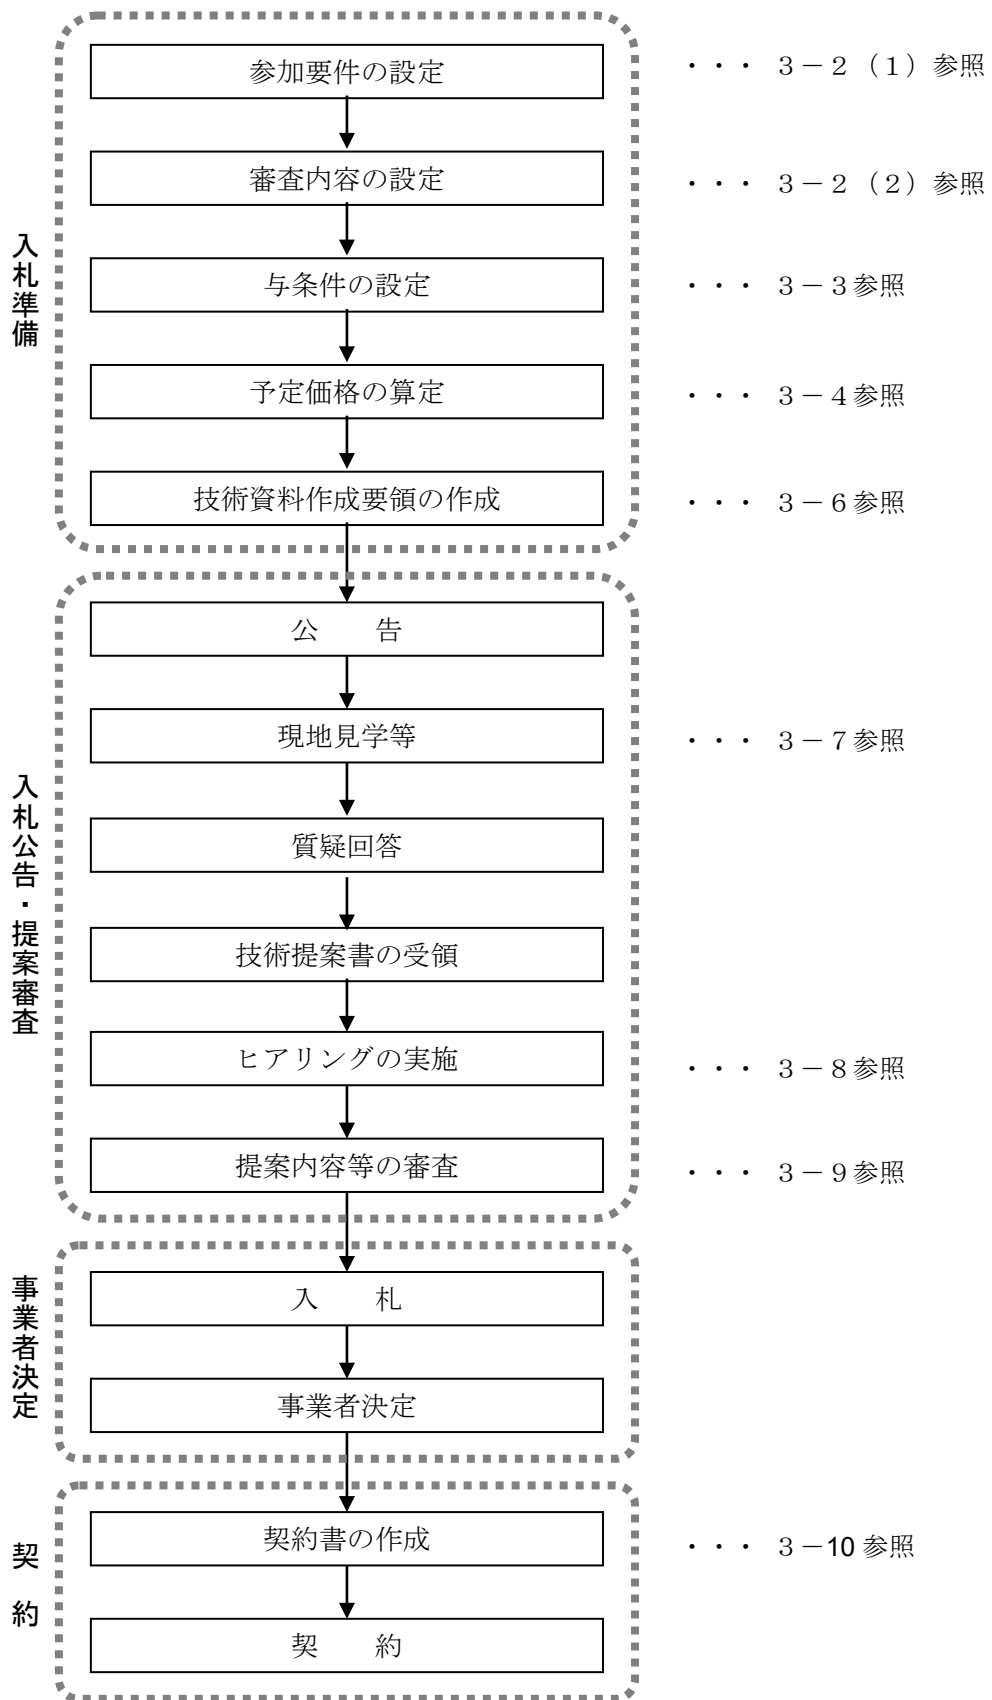 入札準備
参加要件の設定 ・・・ ３－２（１）参照
審査内容の設定 ・・・ ３－２（２）参照
与条件の設定 ・・・ ３－３参照
予定価格の算定 ・・・ ３－４参照
技術資料作成要領の作成 ・・・ ３－６参照
入札公告・提案審査
公　　告
現地見学等 ・・・ ３－７参照
質疑回答
技術提案書の受領
ヒアリングの実施 ・・・ ３－８参照
提案内容等の審査 ・・・ ３－９参照
事業者決定
入　　札
事業者決定
契　約
契約書の作成 ・・・ ３－10 参照
契　　約